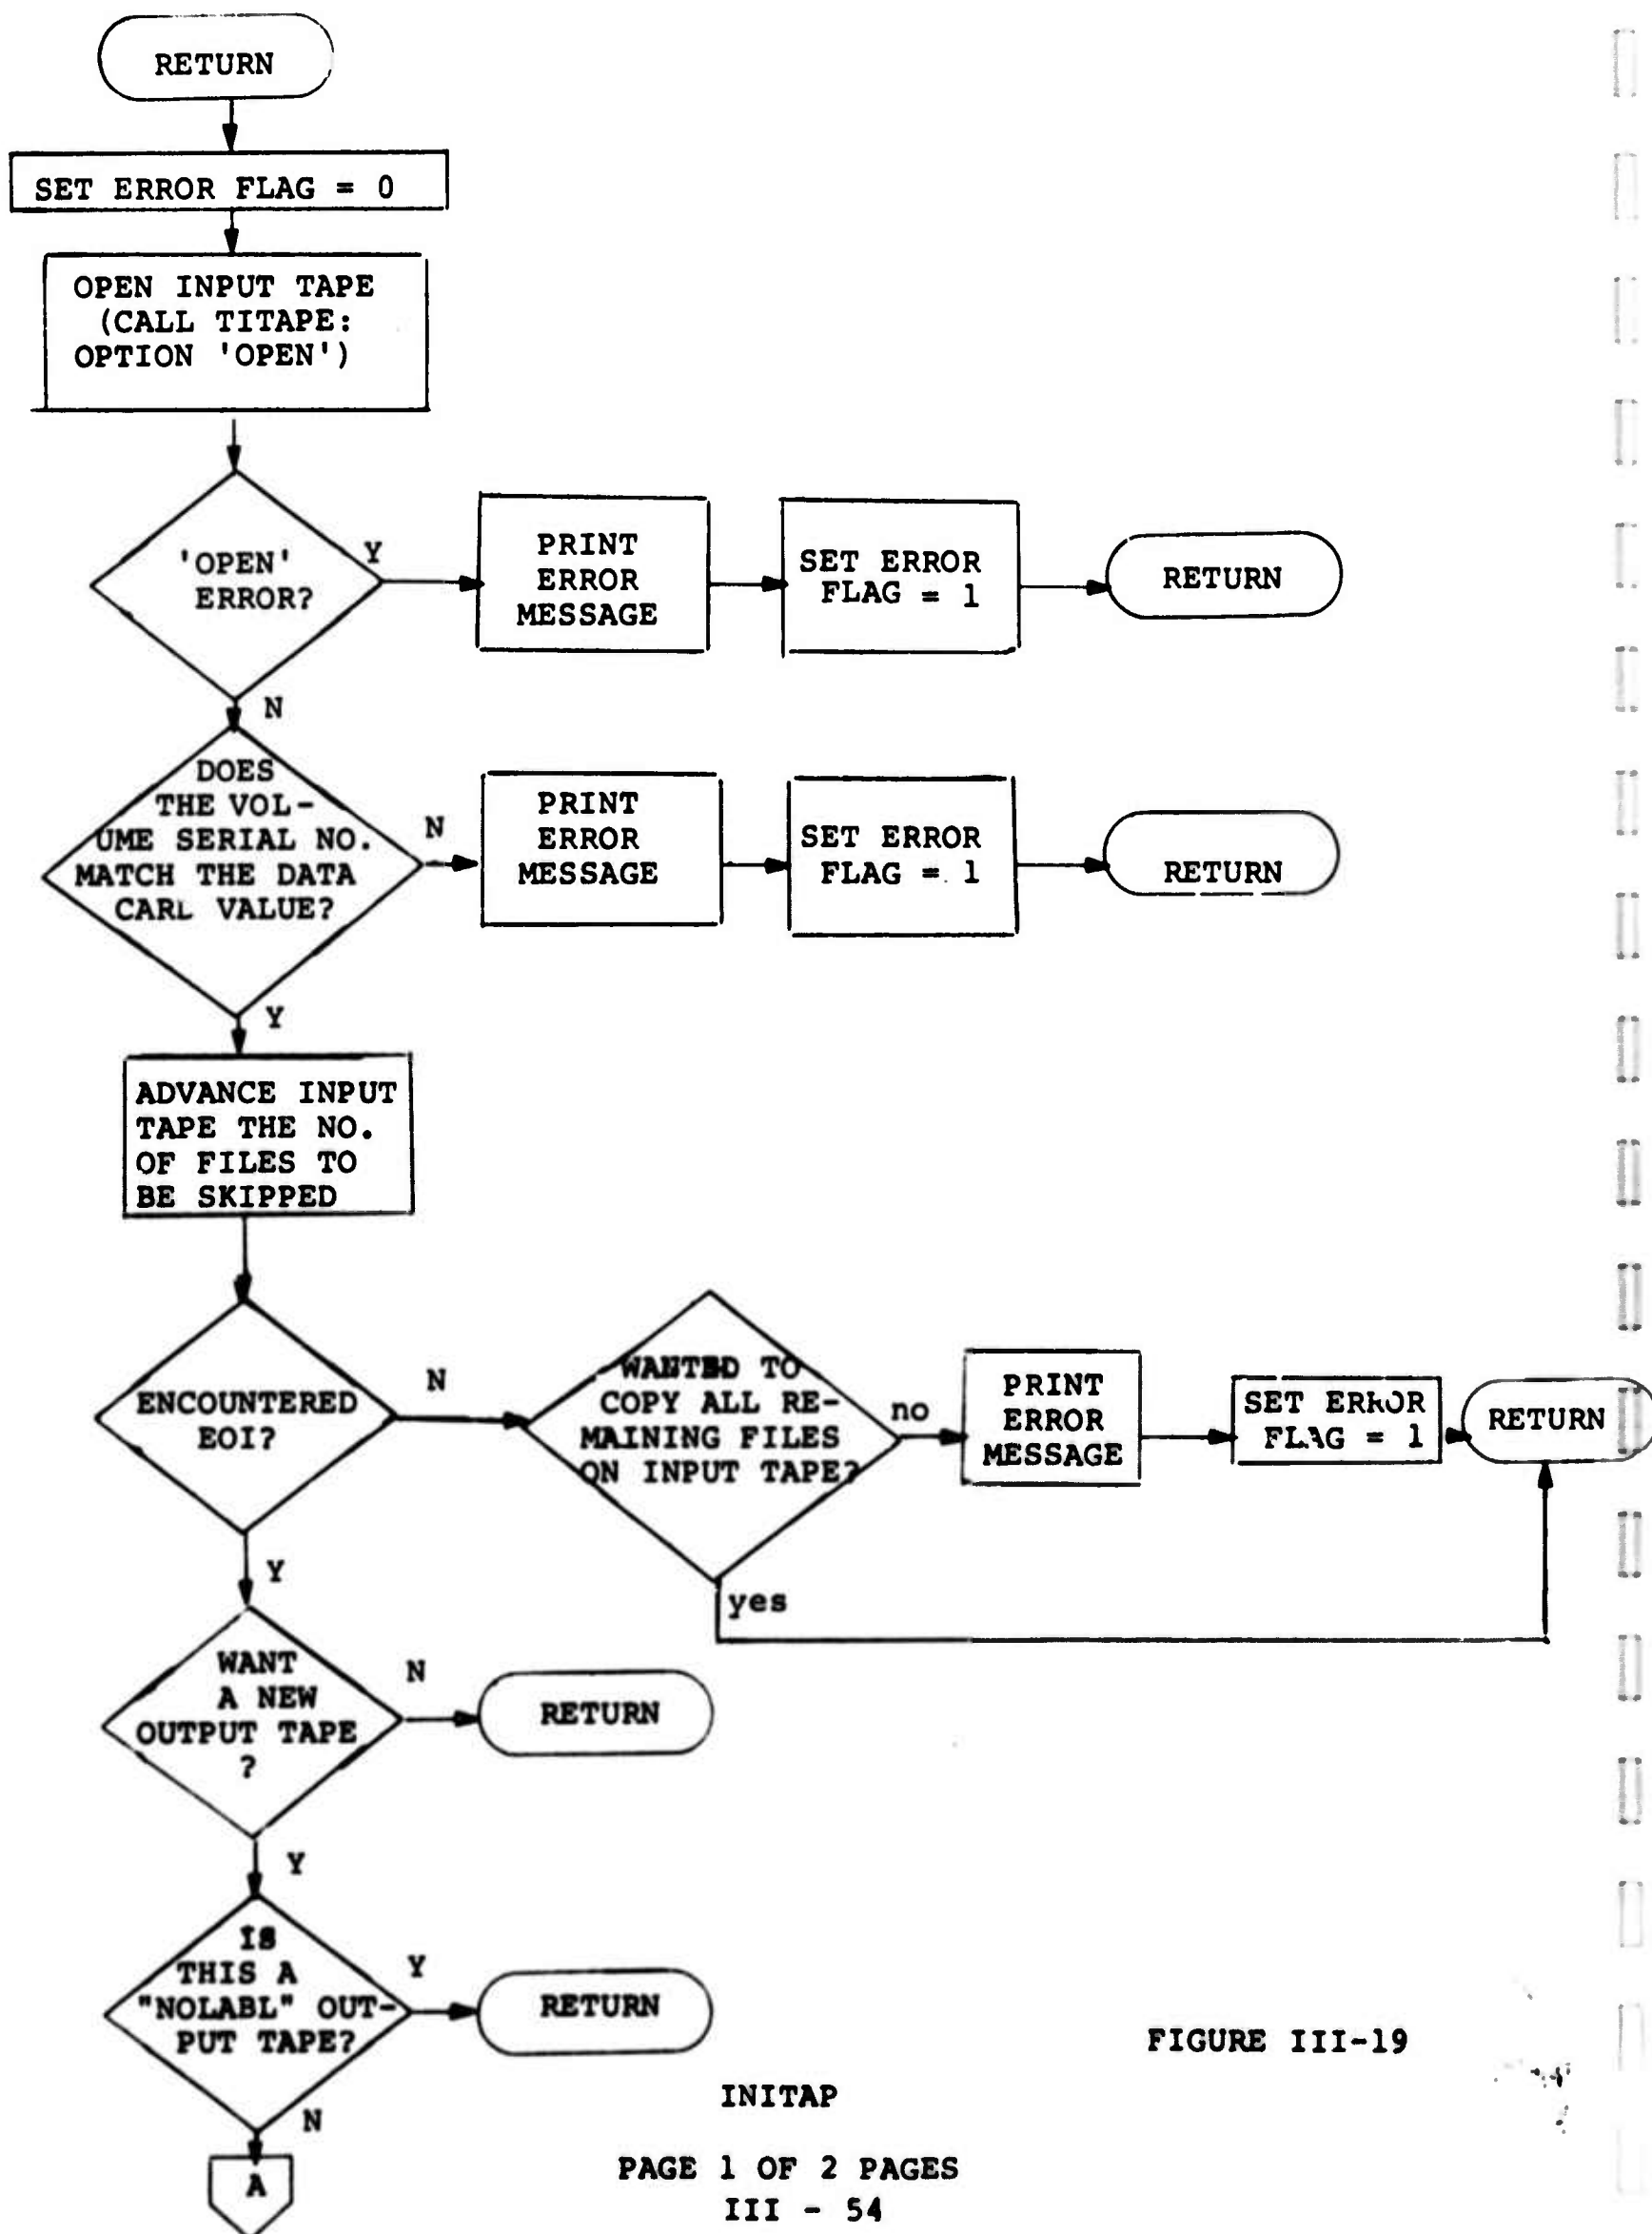 RETURN
SET ERROR FLAG = 0
OPEN INPUT TAPE
(CALL TITAPE:
OPTION 'OPEN')
'OPEN'
ERROR?
Y
PRINT
ERROR
MESSAGE
SET ERROR
FLAG = 1
RETURN
N
DOES
THE VOL-
UME SERIAL NO.
MATCH THE DATA
CARL VALUE?
N
PRINT
ERROR
MESSAGE
SET ERROR
FLAG = 1
RETURN
Y
ADVANCE INPUT
TAPE THE NO.
OF FILES TO
BE SKIPPED
ENCOUNTERED
EOI?
N
WANTED TO
COPY ALL RE-
MAINING FILES
ON INPUT TAPE?
no
PRINT
ERROR
MESSAGE
SET ERROR
FLAG = 1
RETURN
yes
Y
WANT
A NEW
OUTPUT TAPE
?
N
RETURN
Y
IS
THIS A
"NOLABL" OUT-
PUT TAPE?
Y
RETURN
N
A
FIGURE III-19
INITAP
PAGE 1 OF 2 PAGES
III - 54